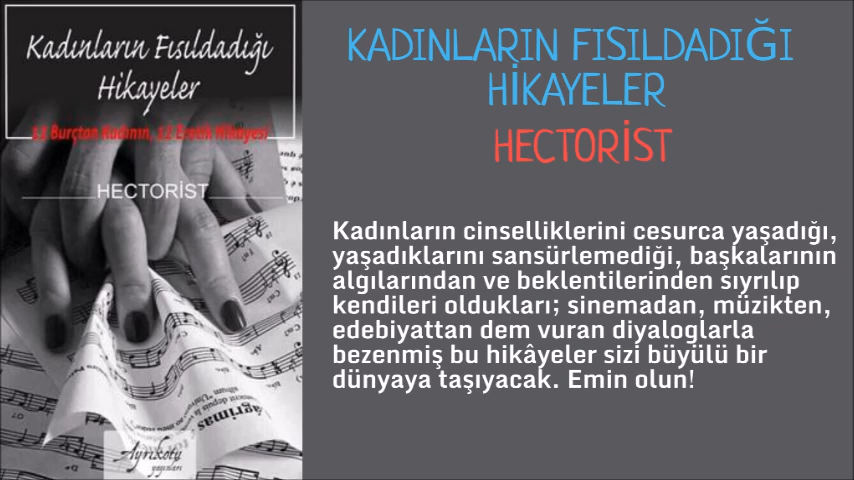 Kadınların Fısıldadığı
Hikayeler
13 Burçtan Kadının, 12 Erotik Hikayesi
HECTORİST
Ayrıkotu
yayınları
ağrimas
KADINLARIN FISILDADIĞI
HİKAYELER
HECTORİST
Kadınların cinselliklerini cesurca yaşadığı,
yaşadıklarını sansürlemediği, başkalarının
algılarından ve beklentilerinden sıyrılıp
kendileri oldukları; sinemadan, müzikten,
edebiyattan dem vuran diyaloglarla
bezenmiş bu hikâyeler sizi büyülü bir
dünyaya taşıyacak. Emin olun!